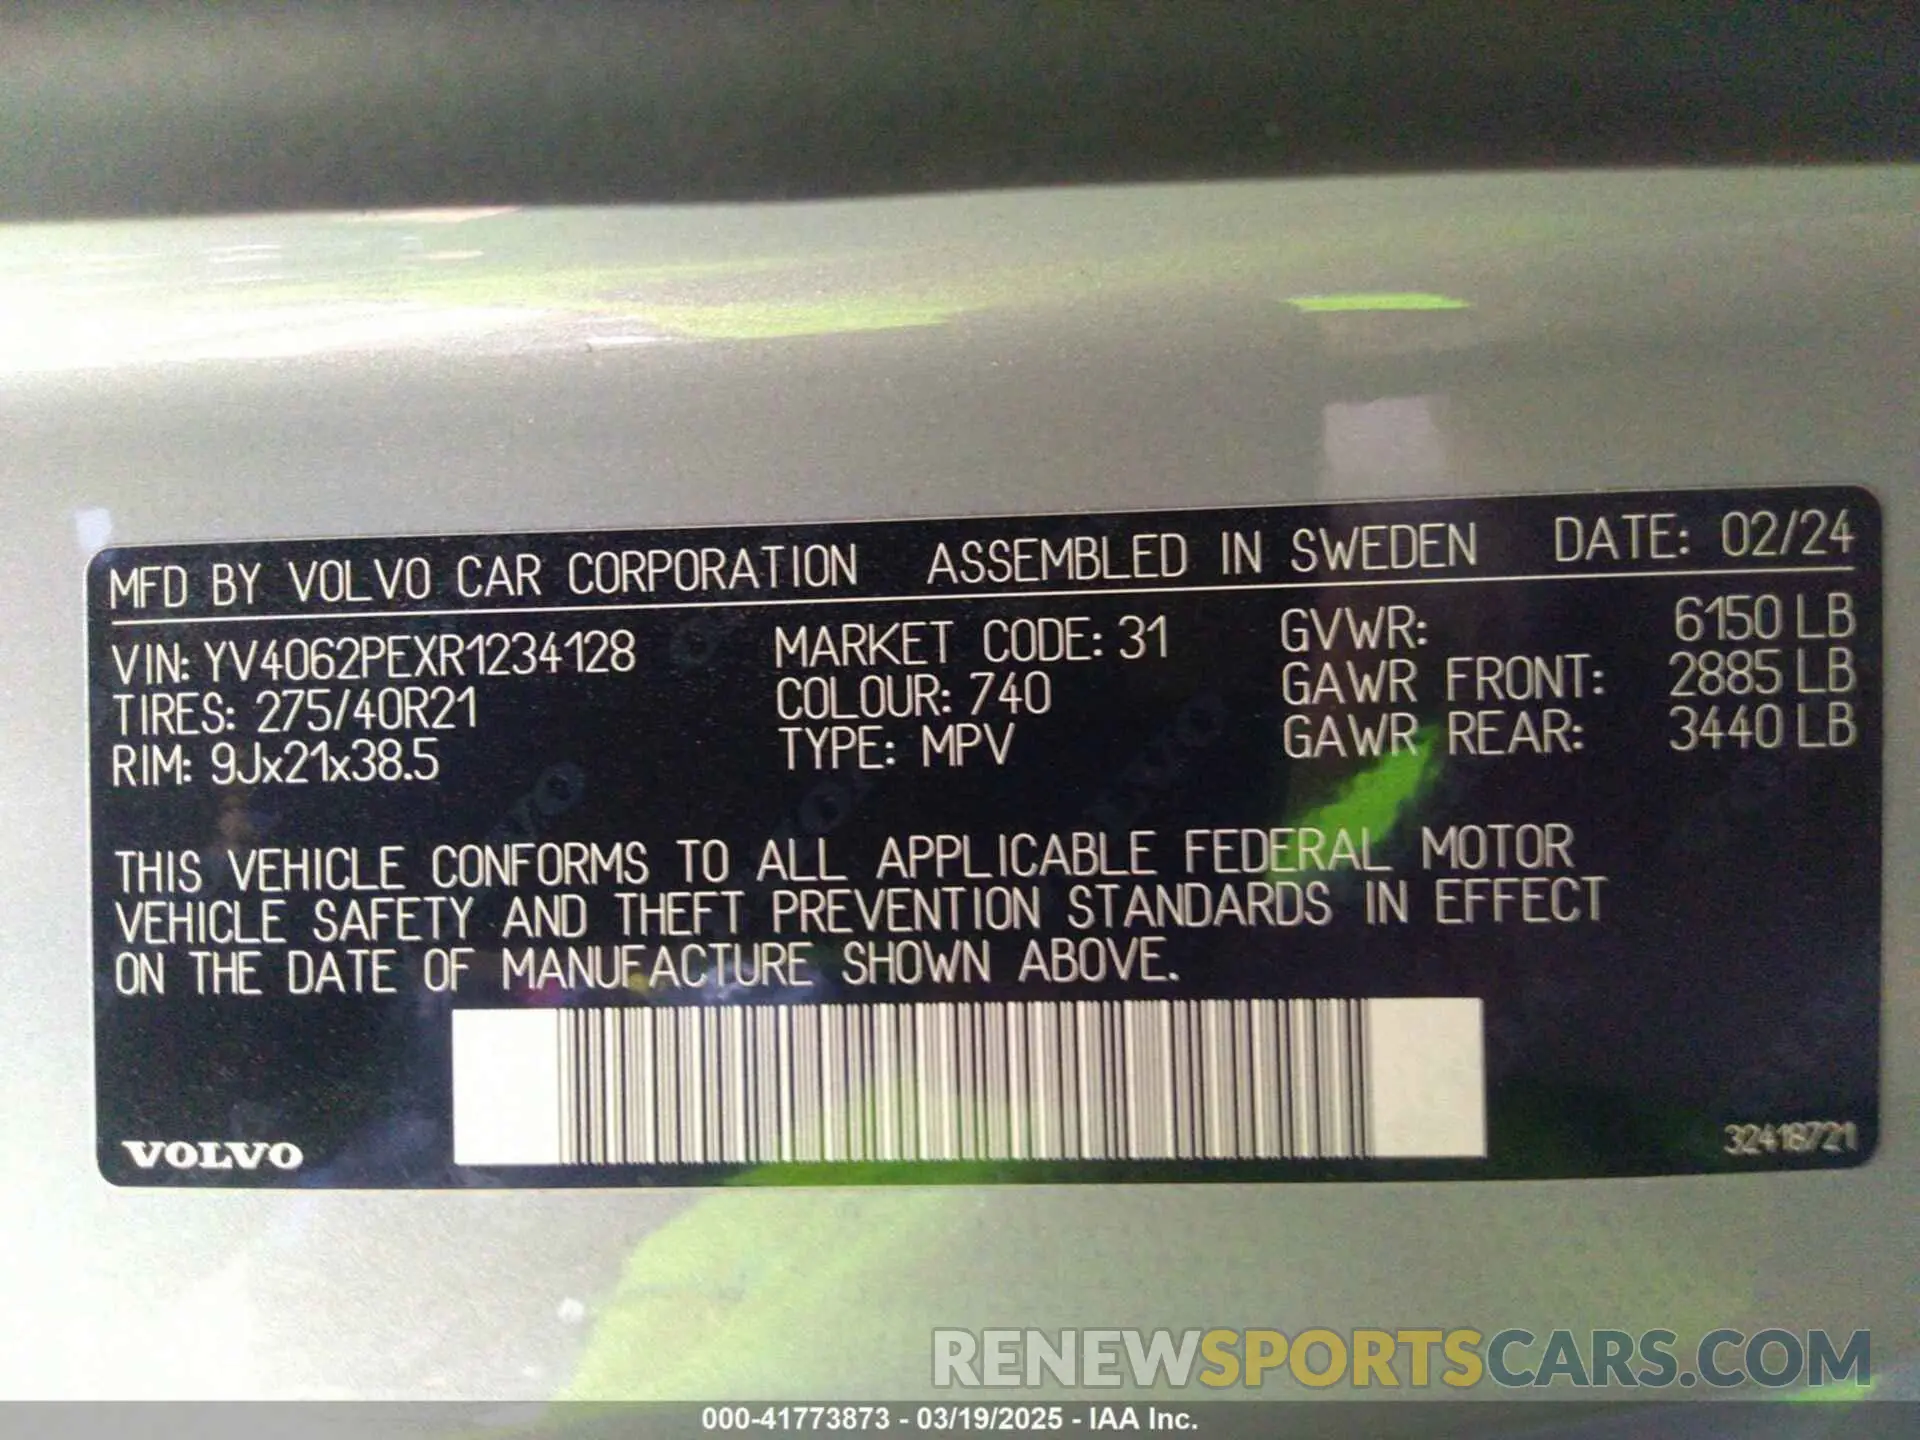 MFD BY VOLVO CAR CORPORATION ASSEMBLED IN SWEDEN DATE: 02/24
VIN: YV4062PEXR1234128 MARKET CODE: 31 GVWR: 6150 LB
TIRES: 275/40R21 COLOUR: 740 GAWR FRONT: 2885 LB
RIM: 9Jx21x38.5 TYPE: MPV GAWR REAR: 3440 LB
THIS VEHICLE CONFORMS TO ALL APPLICABLE FEDERAL MOTOR
VEHICLE SAFETY AND THEFT PREVENTION STANDARDS IN EFFECT
ON THE DATE OF MANUFACTURE SHOWN ABOVE.
VOLVO 32418721
RENEWSPORTSCARS.COM
000-41773873 - 03/19/2025 - IAA Inc.